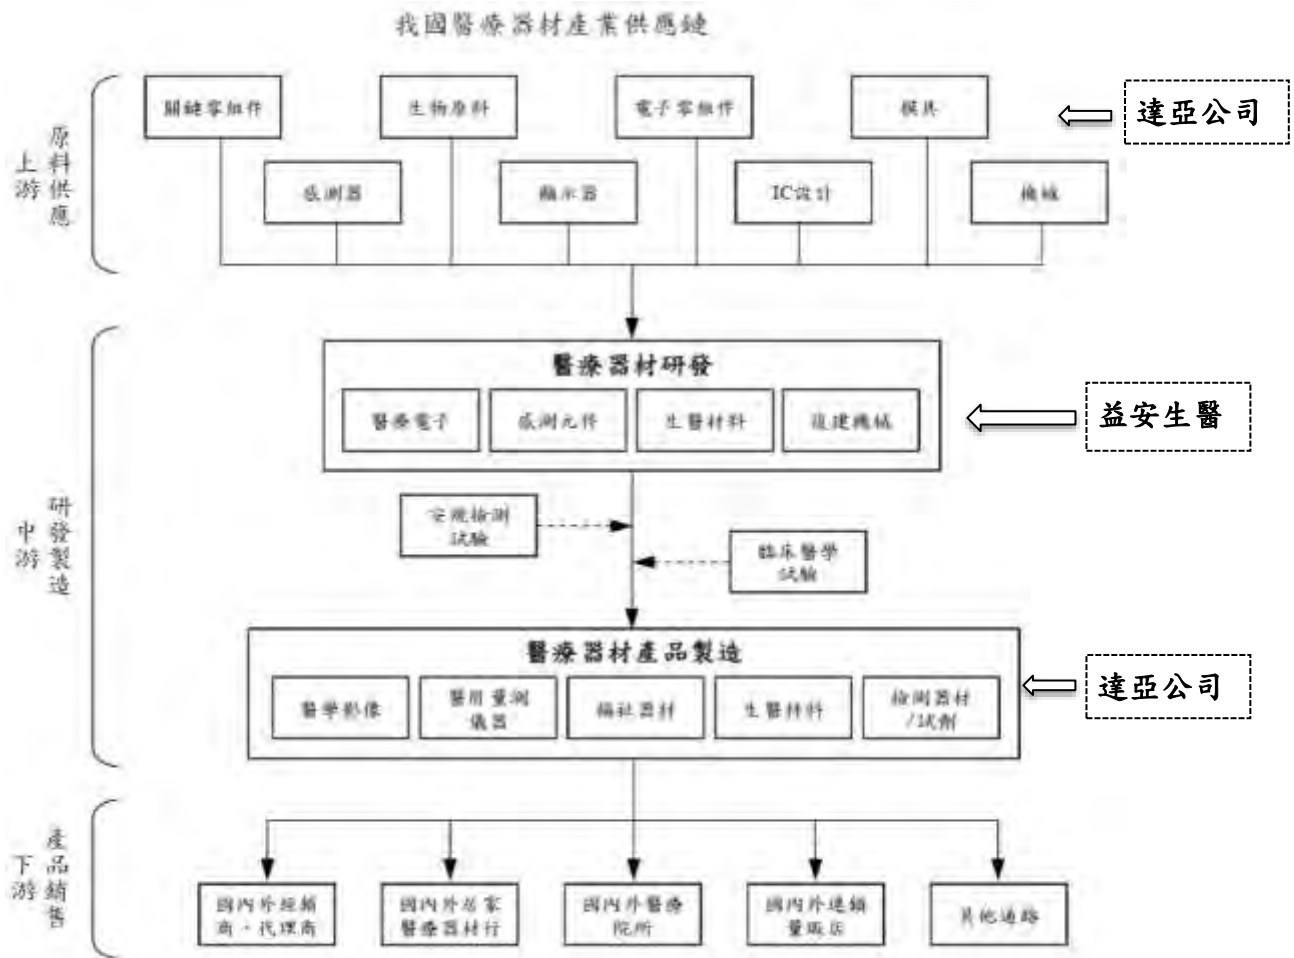 我國醫療器材產業供應鏈
上游
原料供應
關鍵零組件
生物原料
電子零組件
模具
達亞公司
感測器
顯示器
IC設計
機械
中游
研發製造
醫療器材研發
醫療電子
感測元件
生醫材料
復建機械
益安生醫
安規檢測
試驗
臨床醫學
試驗
醫療器材產品製造
醫學影像
醫用量測
儀器
福祉器材
生醫材料
檢測器材
/試劑
達亞公司
下游
產品銷售
國內外經銷
商、代理商
國內外居家
醫療器材行
國內外醫療
院所
國內外連鎖
量販店
其他通路